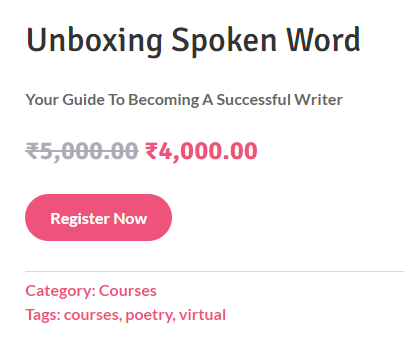 Unboxing Spoken Word
Your Guide To Becoming A Successful Writer
₹5,000.00 ₹4,000.00
Register Now
Category: Courses
Tags: courses, poetry, virtual